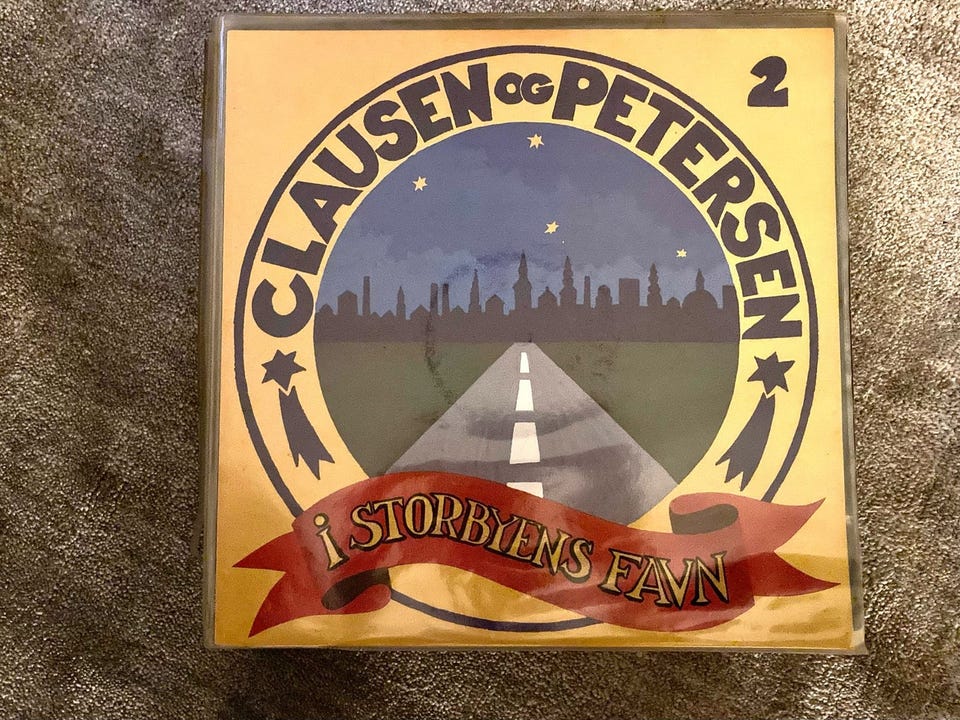 CLAUSEN OG PETERSEN
2
i STORBYENS FAVN